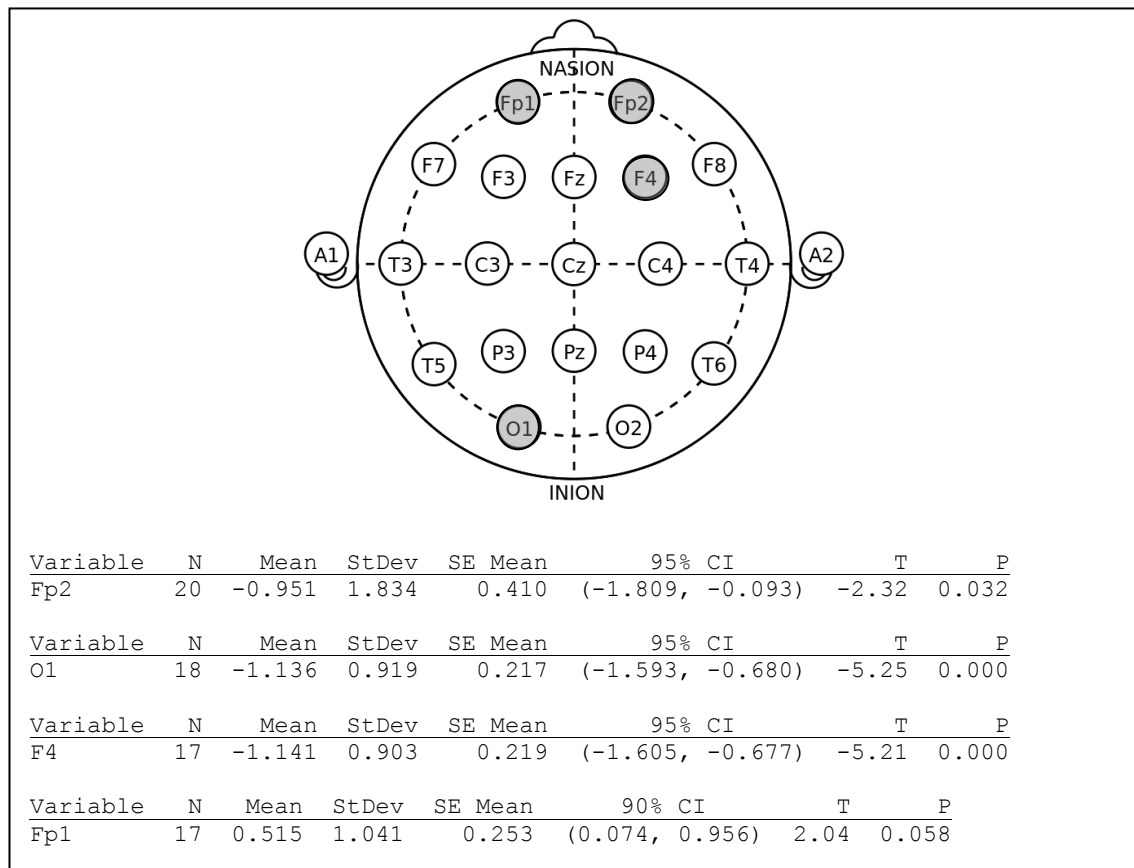 NASION
Fp1 Fp2
F7 F3 Fz F4 F8
A1 T3 C3 Cz C4 T4 A2
T5 P3 Pz P4 T6
O1 O2
INION
Variable N Mean StDev SE Mean 95% CI T P
Fp2 20 -0.951 1.834 0.410 (-1.809, -0.093) -2.32 0.032
Variable N Mean StDev SE Mean 95% CI T P
O1 18 -1.136 0.919 0.217 (-1.593, -0.680) -5.25 0.000
Variable N Mean StDev SE Mean 95% CI T P
F4 17 -1.141 0.903 0.219 (-1.605, -0.677) -5.21 0.000
Variable N Mean StDev SE Mean 90% CI T P
Fp1 17 0.515 1.041 0.253 (0.074, 0.956) 2.04 0.058